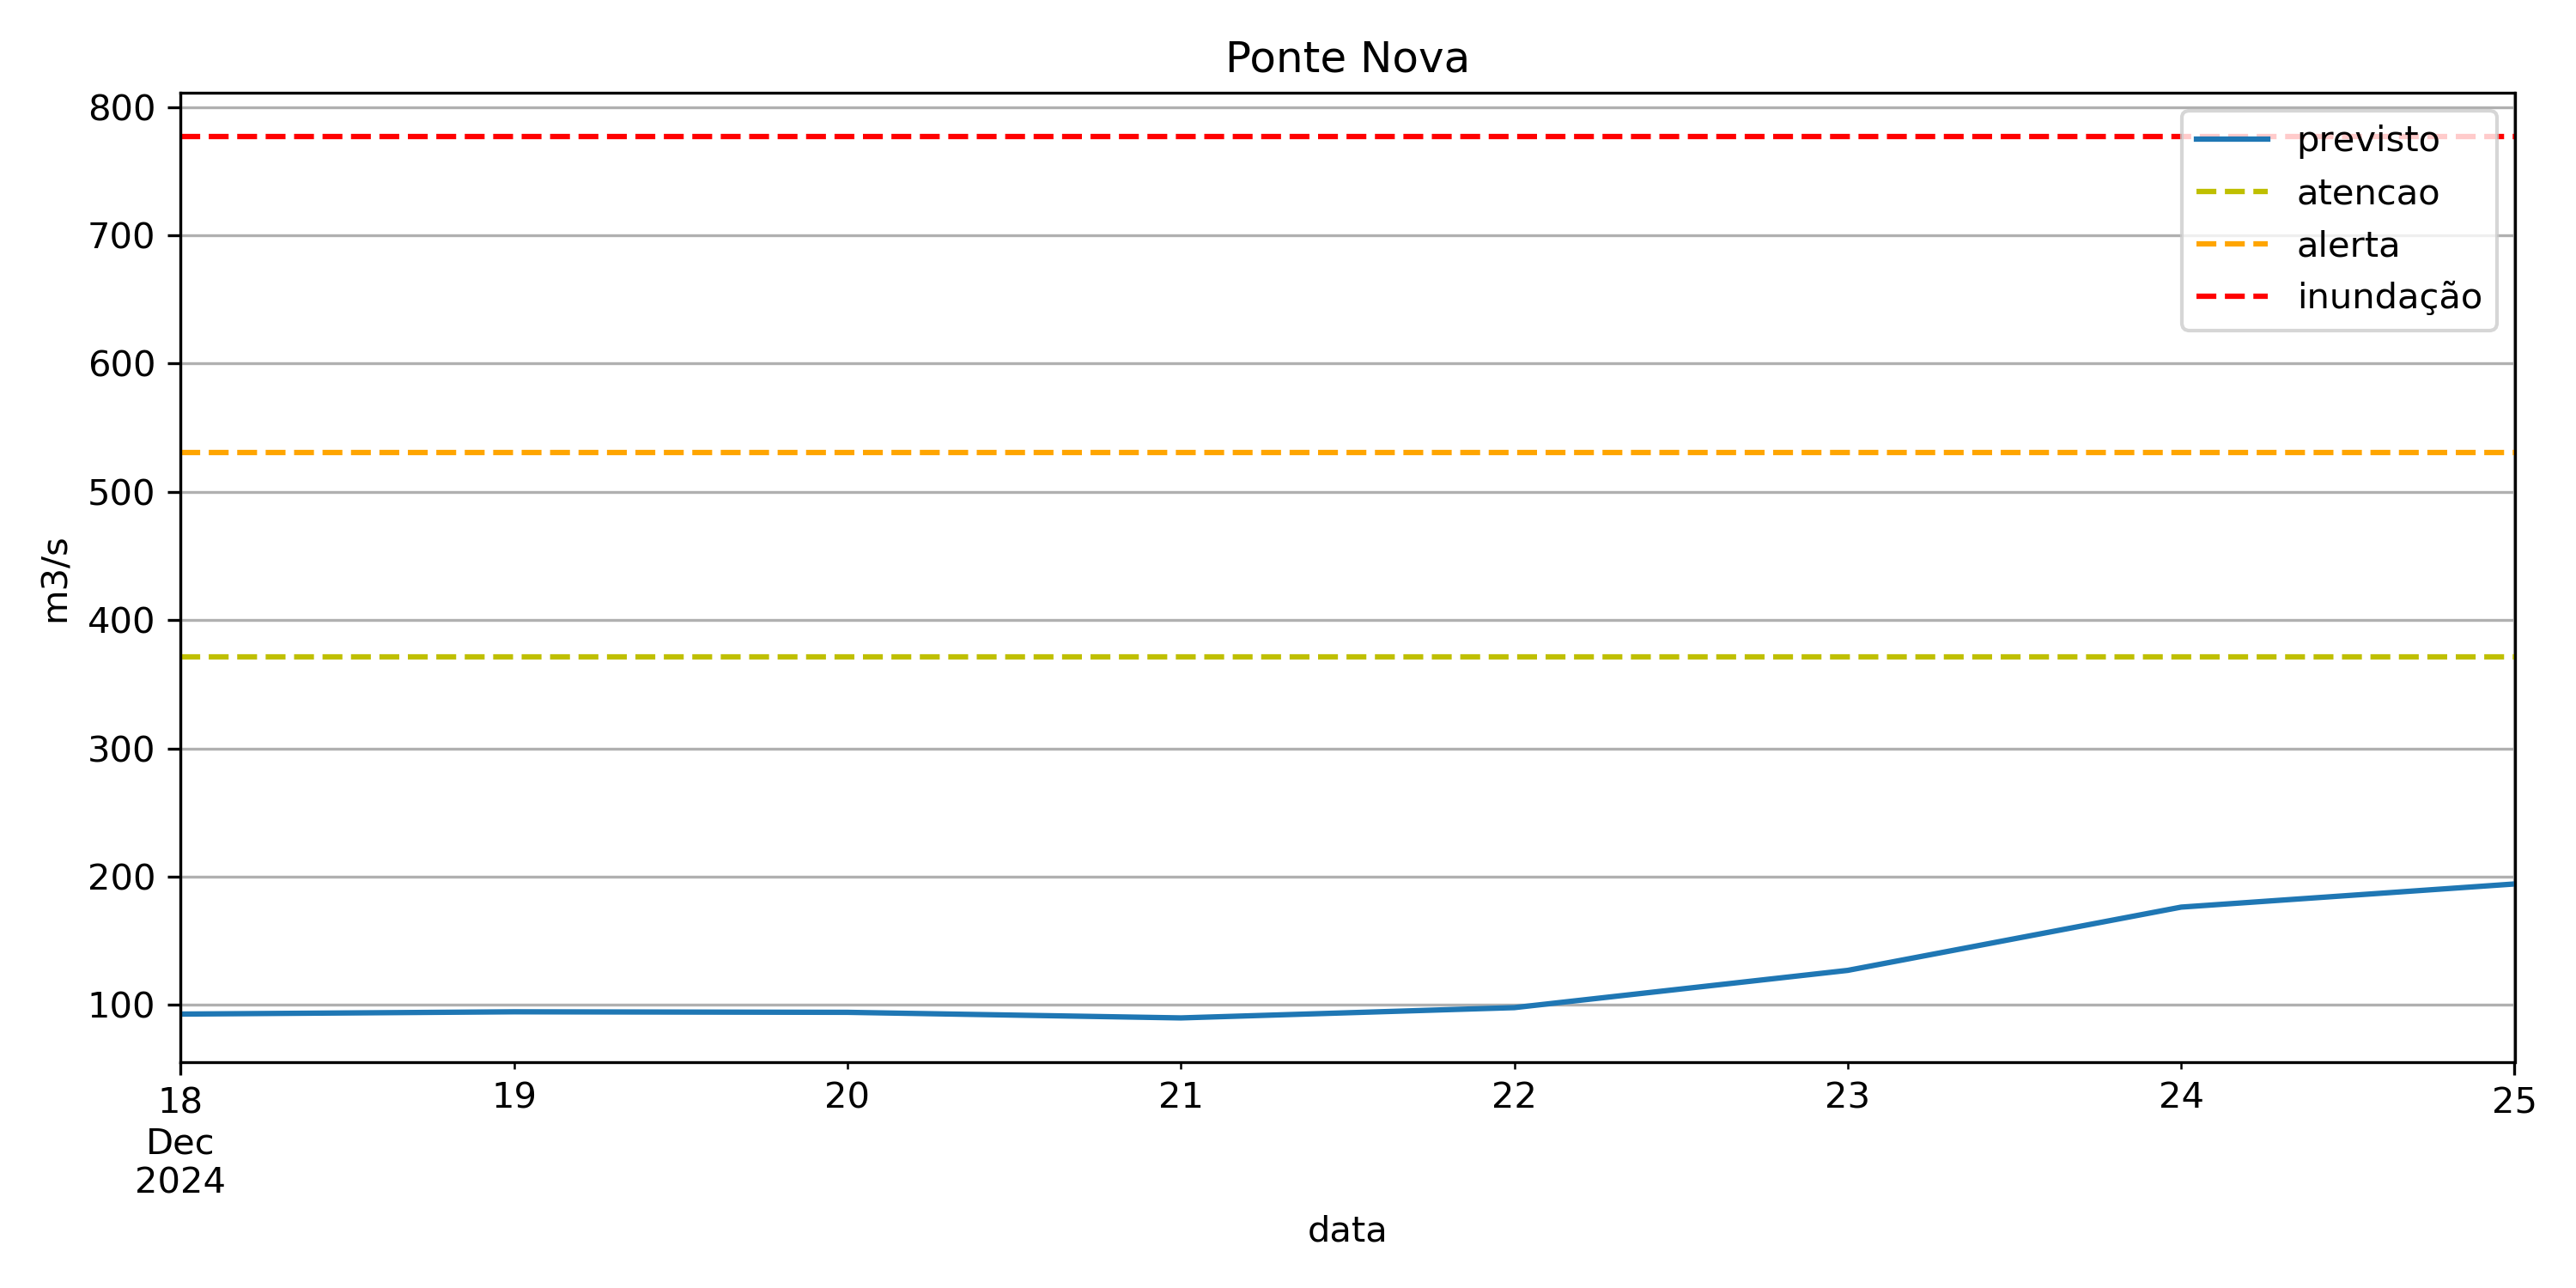 Ponte Nova
800
700
600
500
400
300
200
100
m3/s
previsto
atencao
alerta
inundação
18 19 20 21 22 23 24 25
Dec
2024
data